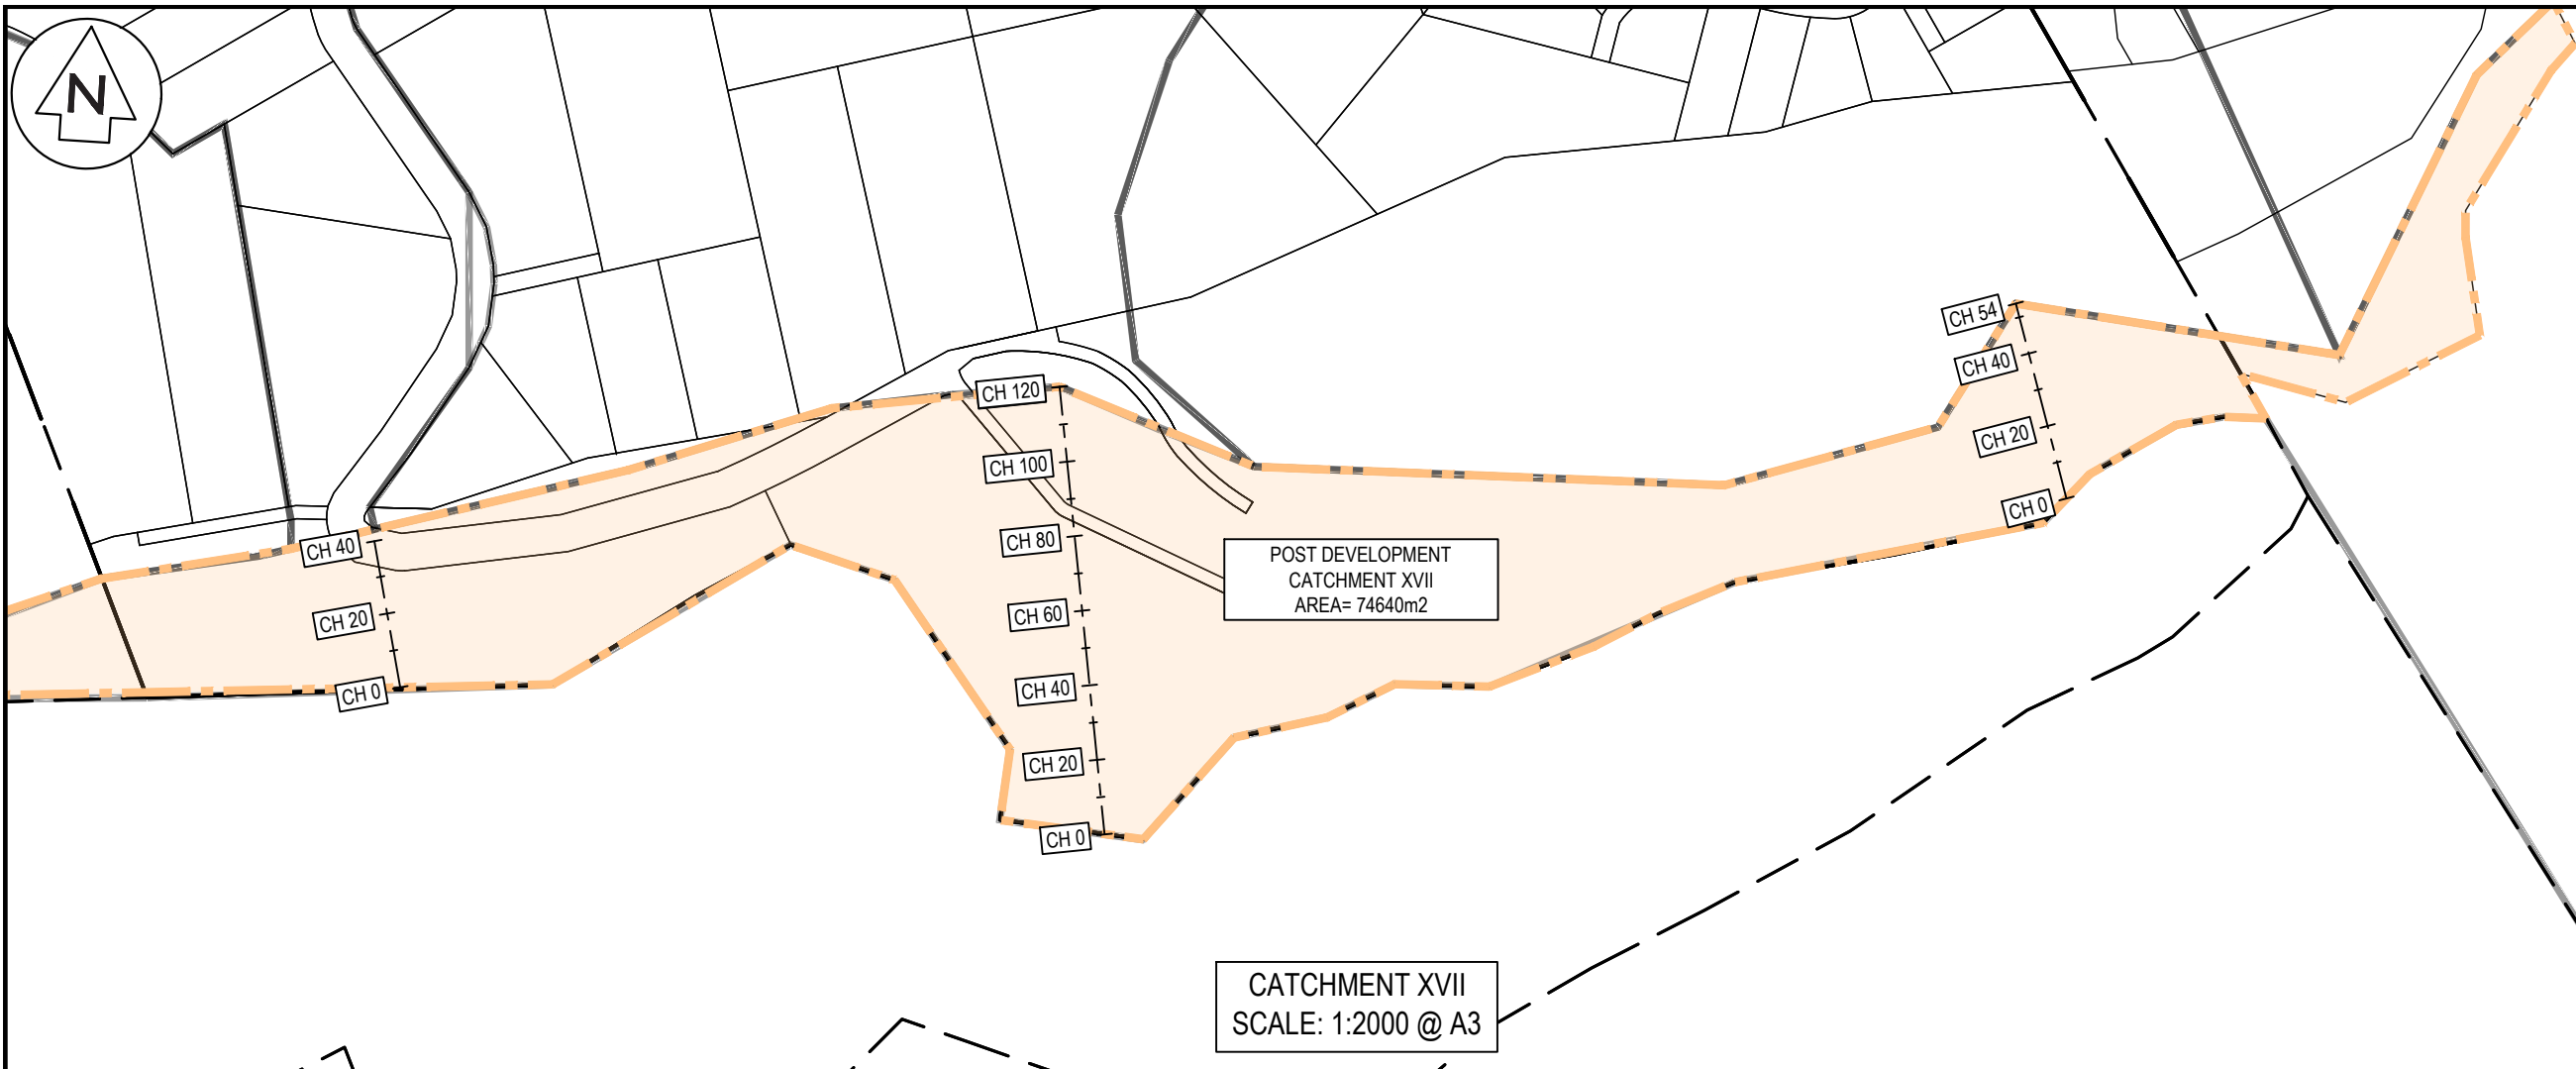 N
CH 54
CH 40
CH 20
CH 0
CH 120
CH 100
CH 80
CH 60
CH 40
CH 20
CH 0
CH 40
CH 20
CH 0
POST DEVELOPMENT
CATCHMENT XVII
AREA= 74640m2
CATCHMENT XVII
SCALE: 1:2000 @ A3